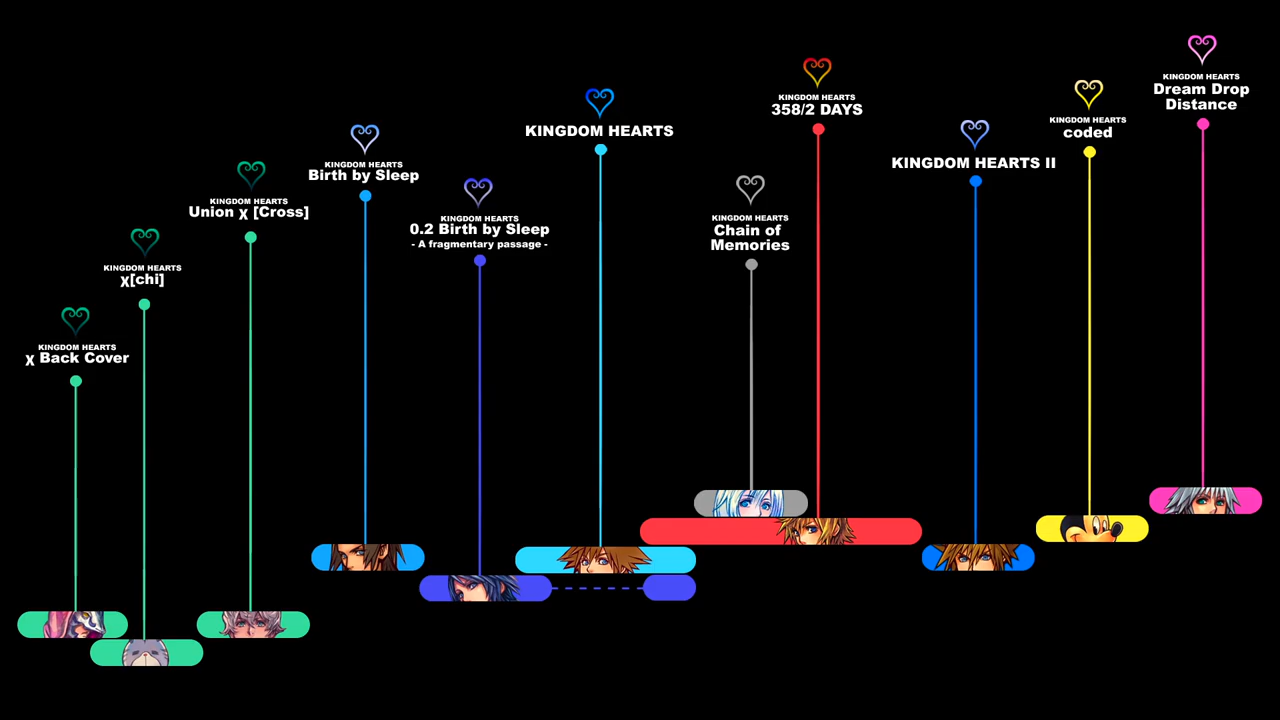 KINGDOM HEARTS
χ Back Cover
KINGDOM HEARTS
χ[chi]
KINGDOM HEARTS
Union χ [Cross]
KINGDOM HEARTS
Birth by Sleep
KINGDOM HEARTS
0.2 Birth by Sleep
- A fragmentary passage -
KINGDOM HEARTS
KINGDOM HEARTS
Chain of
Memories
KINGDOM HEARTS
358/2 DAYS
KINGDOM HEARTS II
KINGDOM HEARTS
coded
KINGDOM HEARTS
Dream Drop
Distance